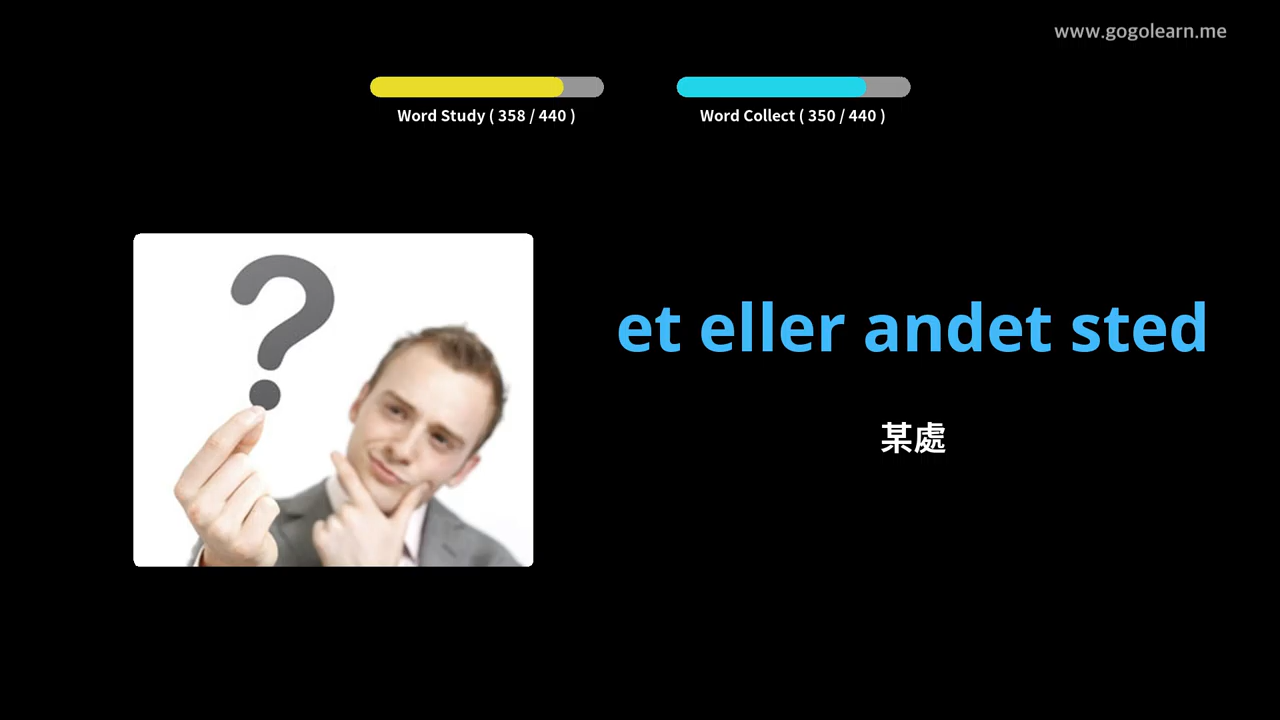 www.gogolearn.me
Word Study ( 358 / 440 )
Word Collect ( 350 / 440 )
?
et eller andet sted
某處